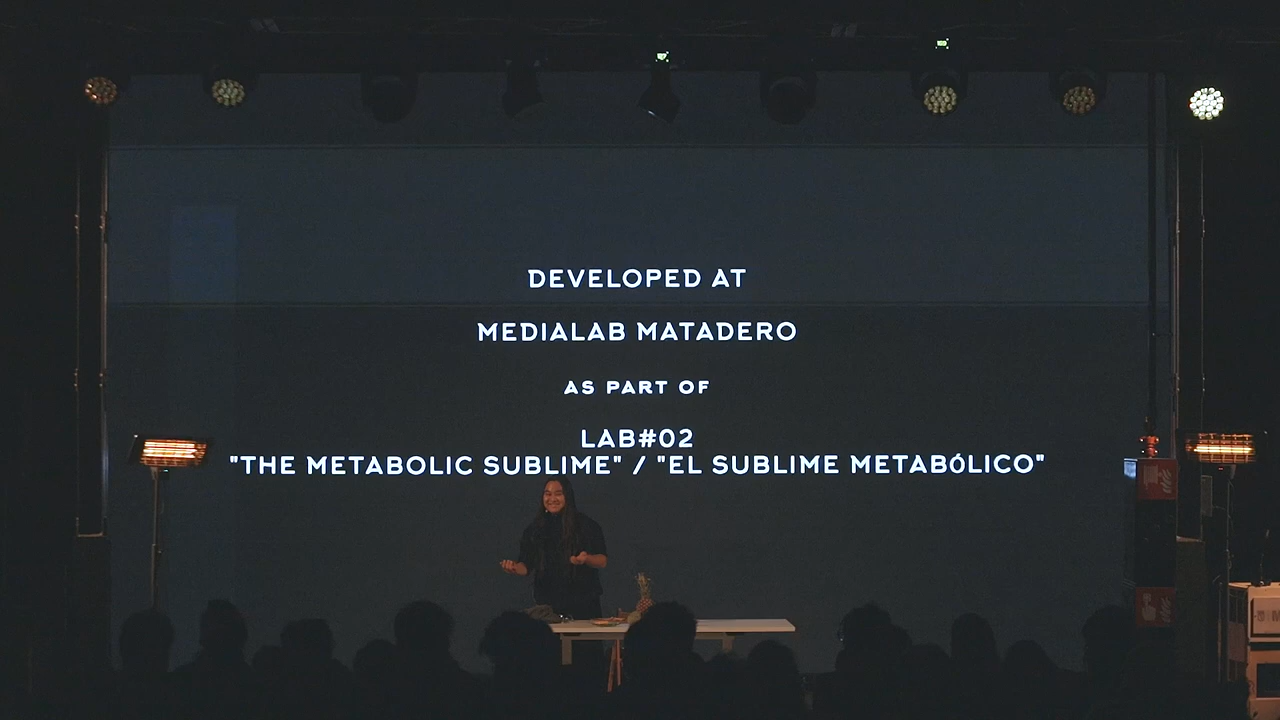 DEVELOPED AT
MEDIALAB MATADERO
AS PART OF
LAB#02
"THE METABOLIC SUBLIME" / "EL SUBLIME METABÓLICO"